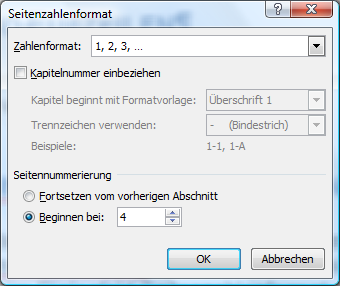 Seitenzahlenformat
Zahlenformat: 1, 2, 3, ...
Kapitelnummer einbeziehen
Kapitel beginnt mit Formatvorlage: Überschrift 1
Trennzeichen verwenden: - (Bindestrich)
Beispiele: 1-1, 1-A
Seitennummerierung
Fortsetzen vom vorherigen Abschnitt
Beginnen bei: 4
OK Abbrechen